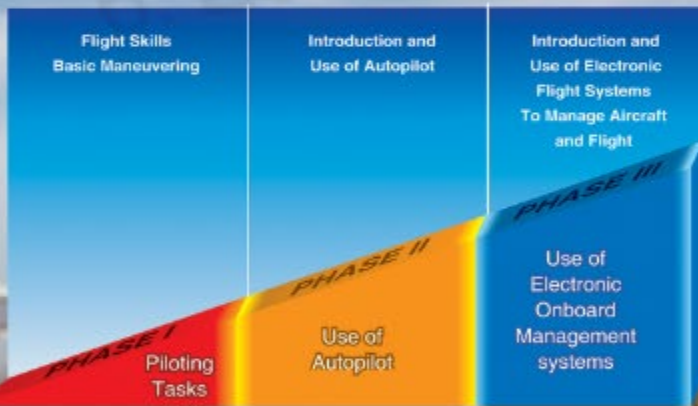 Flight Skills
Basic Maneuvering
Introduction and
Use of Autopilot
Introduction and
Use of Electronic
Flight Systems
To Manage Aircraft
and Flight
PHASE I
Piloting
Tasks
PHASE II
Use of
Autopilot
PHASE III
Use of
Electronic
Onboard
Management
systems